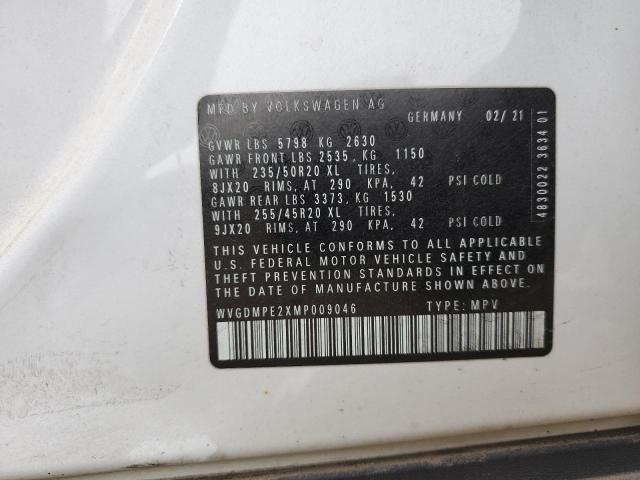 MFD BY VOLKSWAGEN AG
GERMANY 02/21
GVWR LBS 5798 KG 2630
GAWR FRONT LBS 2535, KG 1150
WITH 235/50R20 XL TIRES,
8JX20 RIMS, AT 290 KPA, 42 PSI COLD
GAWR REAR LBS 3373, KG 1530
WITH 255/45R20 XL TIRES,
9JX20 RIMS, AT 290 KPA, 42 PSI COLD
THIS VEHICLE CONFORMS TO ALL APPLICABLE
U.S. FEDERAL MOTOR VEHICLE SAFETY AND
THEFT PREVENTION STANDARDS IN EFFECT ON
THE DATE OF MANUFACTURE SHOWN ABOVE.
WVGDMPE2XMP009046 TYPE: MPV
4830022 3634 01